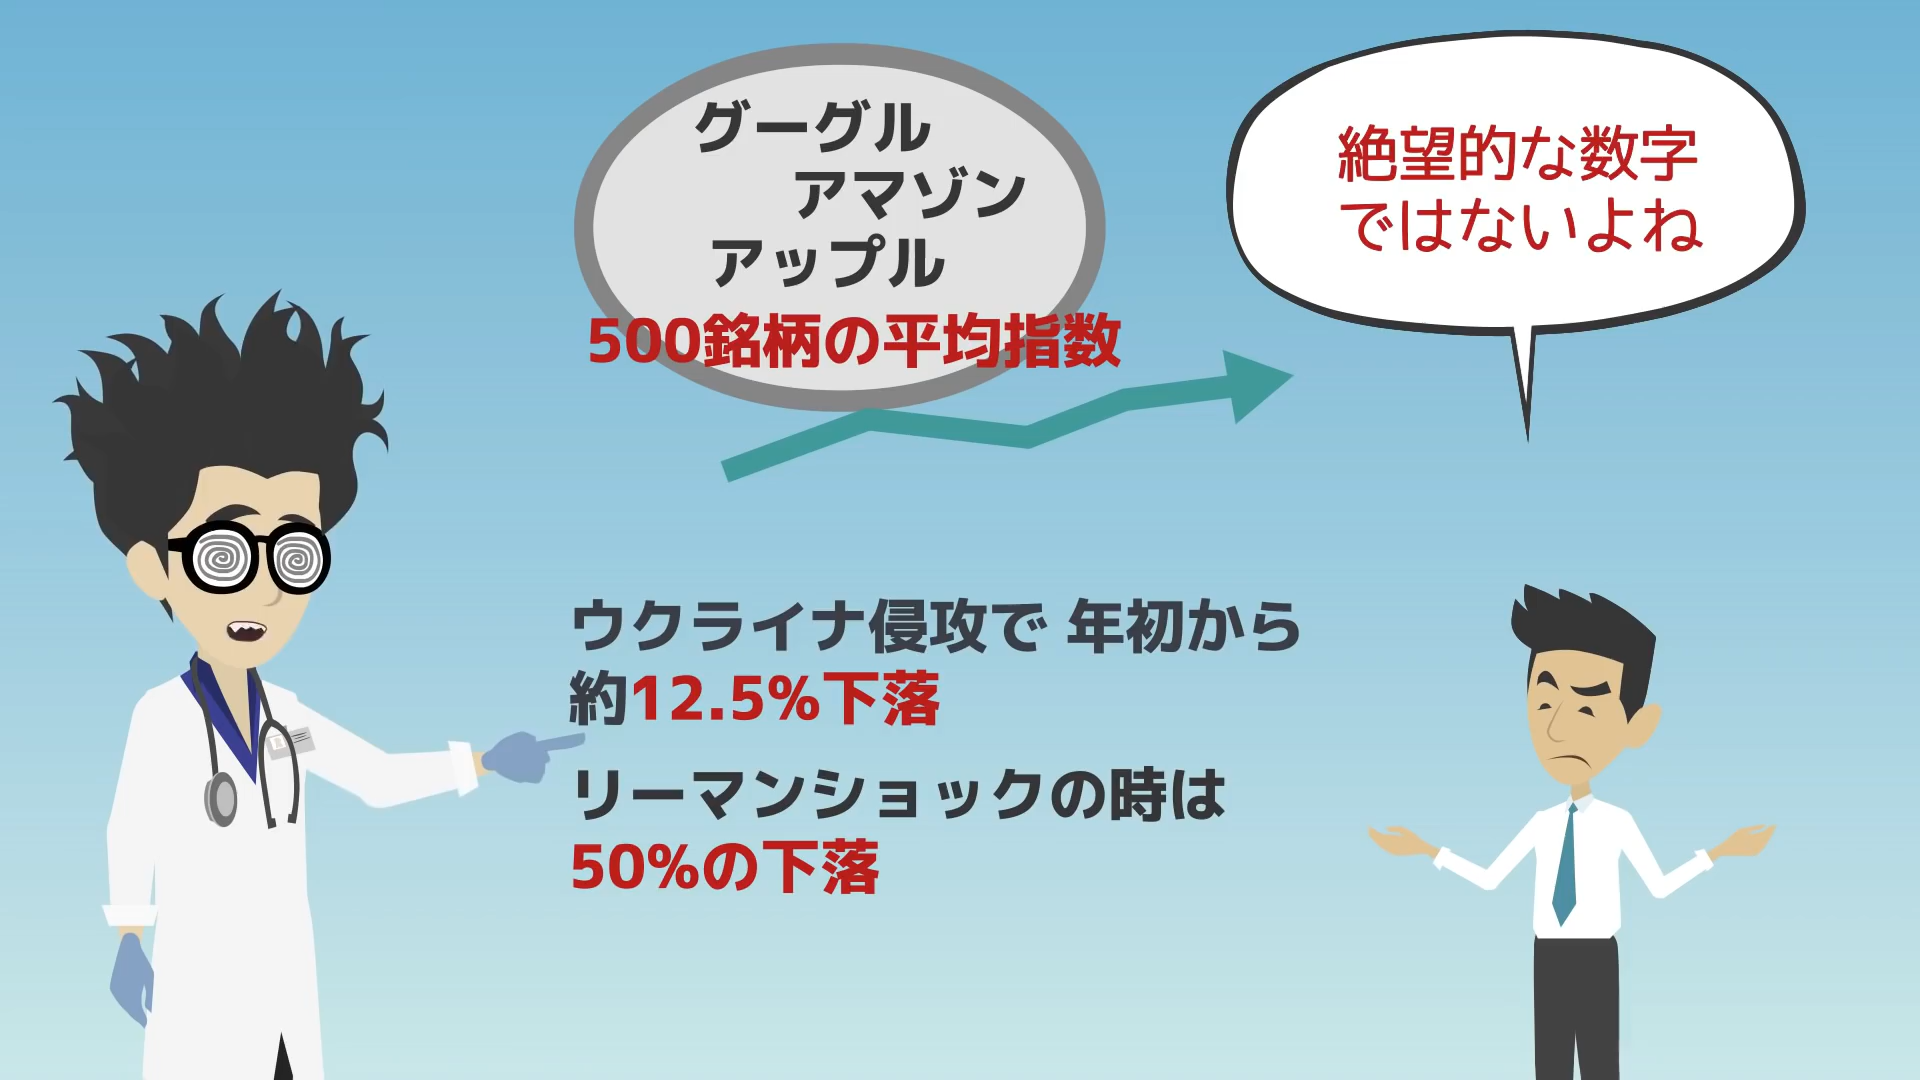 グーグル
アマゾン
アップル
500銘柄の平均指数
絶望的な数字
ではないよね
ウクライナ侵攻で 年初から
約12.5%下落
リーマンショックの時は
50%の下落